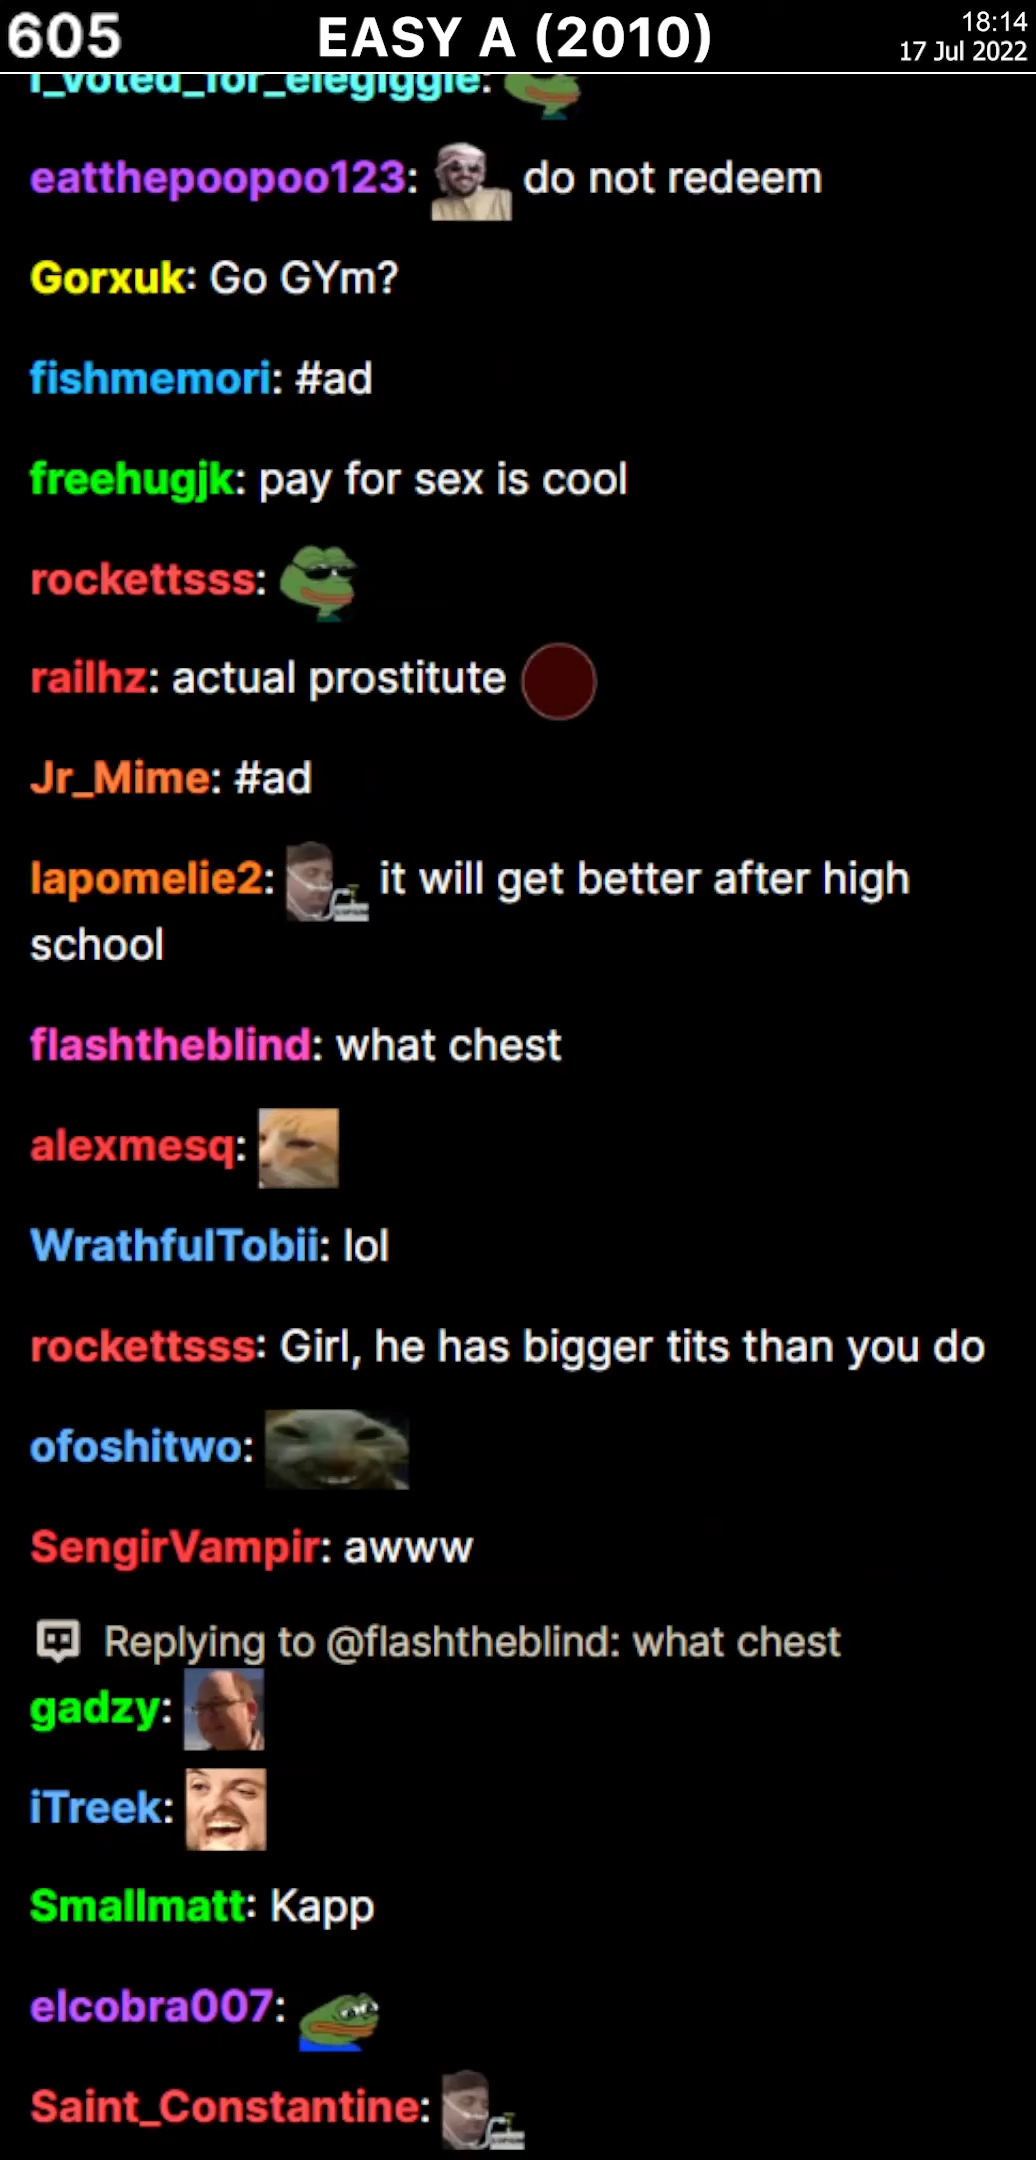 605
EASY A (2010)
18:14
17 Jul 2022
i_voted_for_elegiggle:
eatthepoopoo123: do not redeem
Gorxuk: Go GYm?
fishmemori: #ad
freehugjk: pay for sex is cool
rockettsss:
railhz: actual prostitute
Jr_Mime: #ad
lapomelie2: it will get better after high
school
flashtheblind: what chest
alexmesq:
WrathfulTobii: lol
rockettsss: Girl, he has bigger tits than you do
ofoshitwo:
SengirVampir: awww
Replying to @flashtheblind: what chest
gadzy:
iTreek:
Smallmatt: Kapp
elcobra007:
Saint_Constantine: